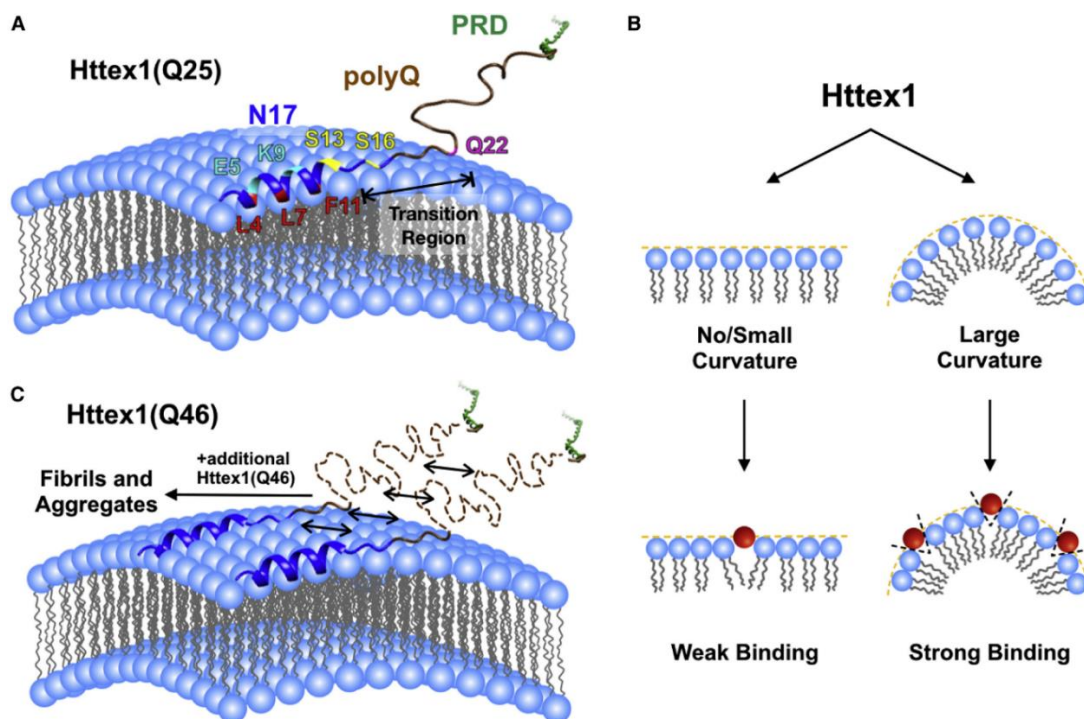 A
Httex1(Q25)
PRD
polyQ
N17
S13
S16
K9
E5
Q22
L4
L7
F11
Transition
Region
B
Httex1
No/Small
Curvature
Large
Curvature
Weak Binding
Strong Binding
C
Httex1(Q46)
+additional
Httex1(Q46)
Fibrils and
Aggregates